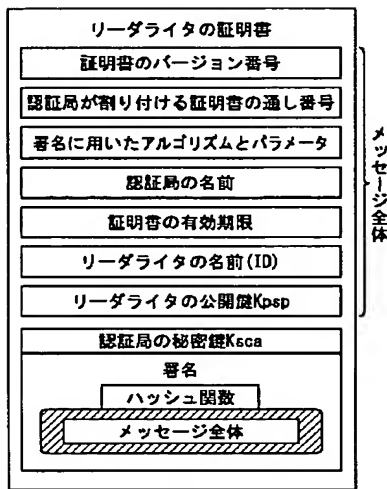 リーダライタの証明書
証明書のバージョン番号
認証局が割り付ける証明書の通し番号
署名に用いたアルゴリズムとパラメータ
認証局の名前
証明書の有効期限
リーダライタの名前(ID)
リーダライタの公開鍵Kpsp
メッセージ全体
認証局の秘密鍵Ksca
署名
ハッシュ関数
メッセージ全体